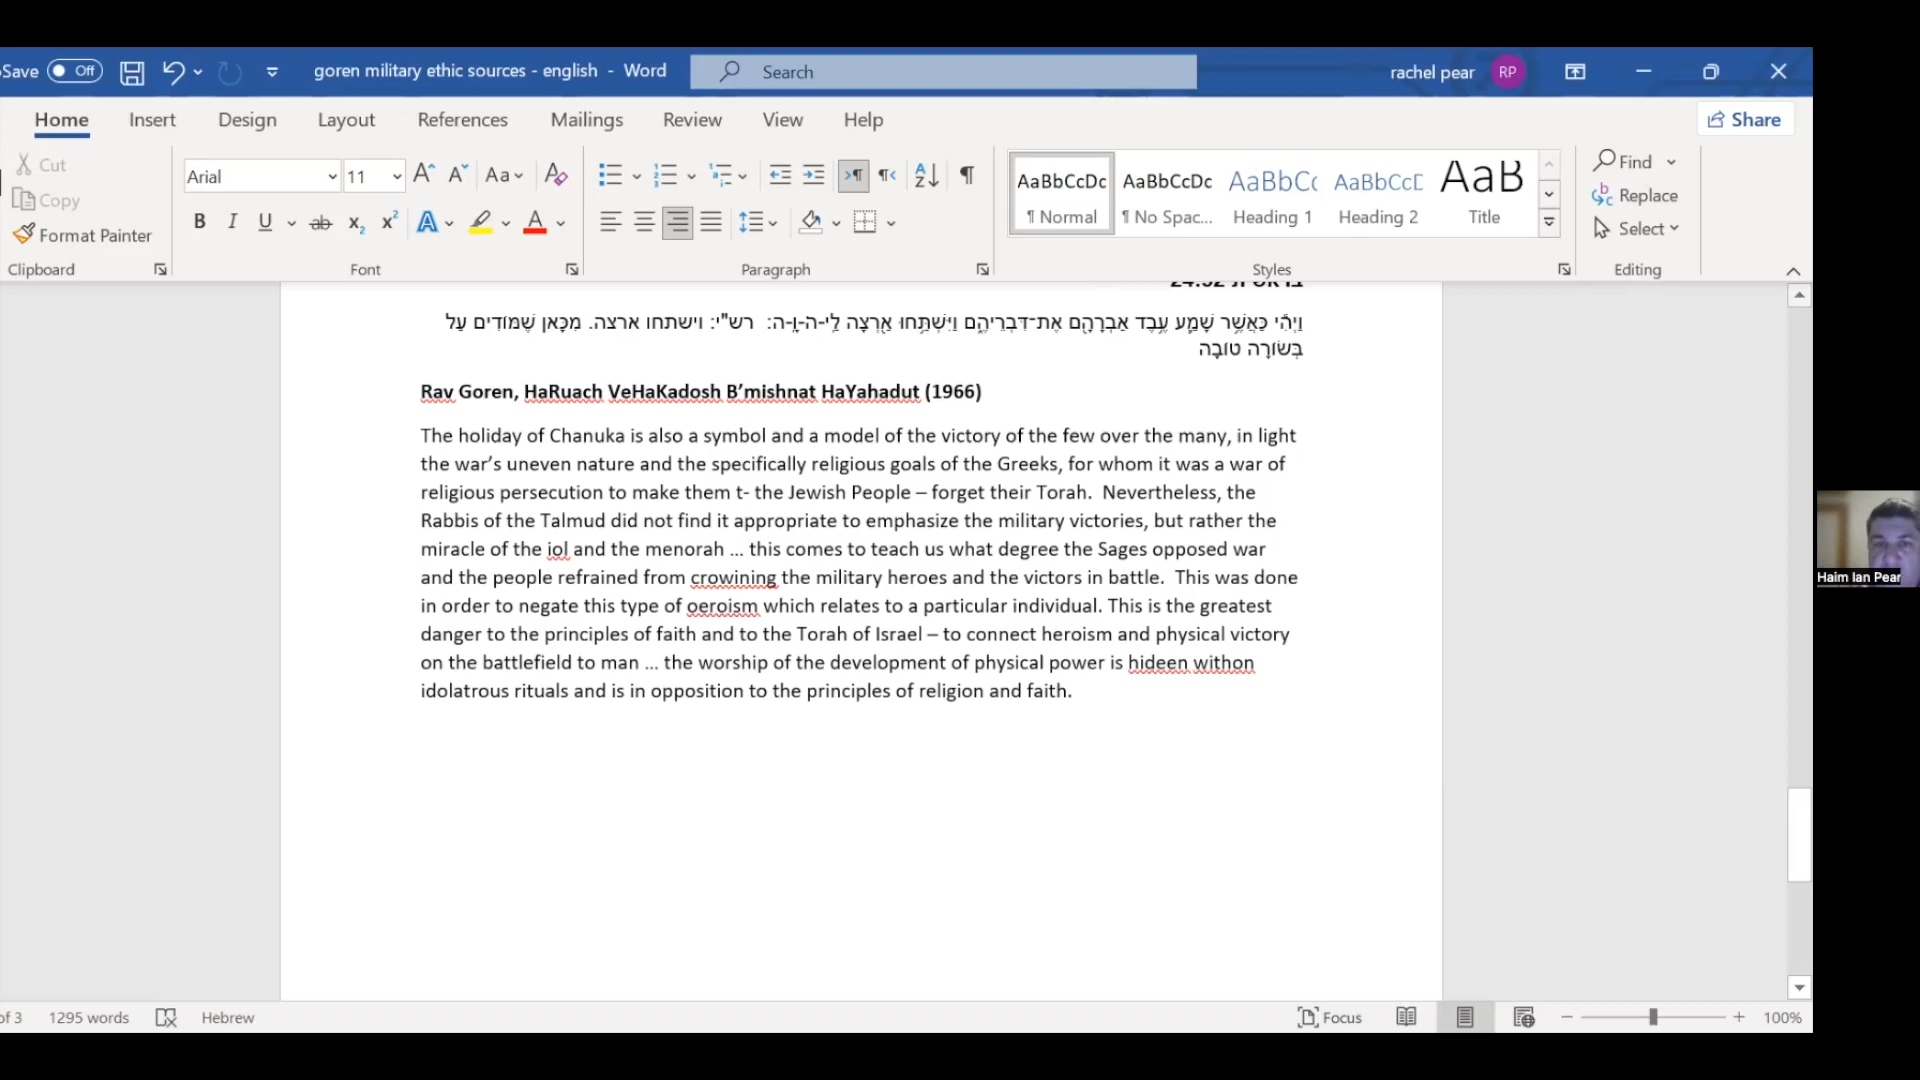 Save Off goren military ethic sources - english - Word Search rachel pear RP
Home Insert Design Layout References Mailings Review View Help Share
Cut
Copy
Format Painter
Clipboard
Arial 11
Font
Paragraph
AaBbCcDc AaBbCcDc AaBbCc AaBbCcD AaB
¶ Normal ¶ No Spac... Heading 1 Heading 2 Title
Styles
Find
Replace
Select
Editing
בראשית 24:52
וַיְהִ֕י כַּאֲשֶׁ֥ר שָׁמַ֛ע עֶ֥בֶד אַבְרָהָ֖ם אֶת־דִּבְרֵיהֶ֑ם וַיִּשְׁתַּ֥חוּ אַ֖רְצָה לַֽי-ה-וָֽ-ה: רש"י: וישתחו ארצה. מִכָּאן שֶׁמּוֹדִים עַל
בְּשׂוֹרָה טוֹבָה
Rav Goren, HaRuach VeHaKadosh B’mishnat HaYahadut (1966)
The holiday of Chanuka is also a symbol and a model of the victory of the few over the many, in light
the war’s uneven nature and the specifically religious goals of the Greeks, for whom it was a war of
religious persecution to make them t- the Jewish People – forget their Torah. Nevertheless, the
Rabbis of the Talmud did not find it appropriate to emphasize the military victories, but rather the
miracle of the iol and the menorah … this comes to teach us what degree the Sages opposed war
and the people refrained from crowining the military heroes and the victors in battle. This was done
in order to negate this type of oeroism which relates to a particular individual. This is the greatest
danger to the principles of faith and to the Torah of Israel – to connect heroism and physical victory
on the battlefield to man … the worship of the development of physical power is hideen withon
idolatrous rituals and is in opposition to the principles of religion and faith.
Haim Ian Pear
of 3 1295 words Hebrew Focus 100%